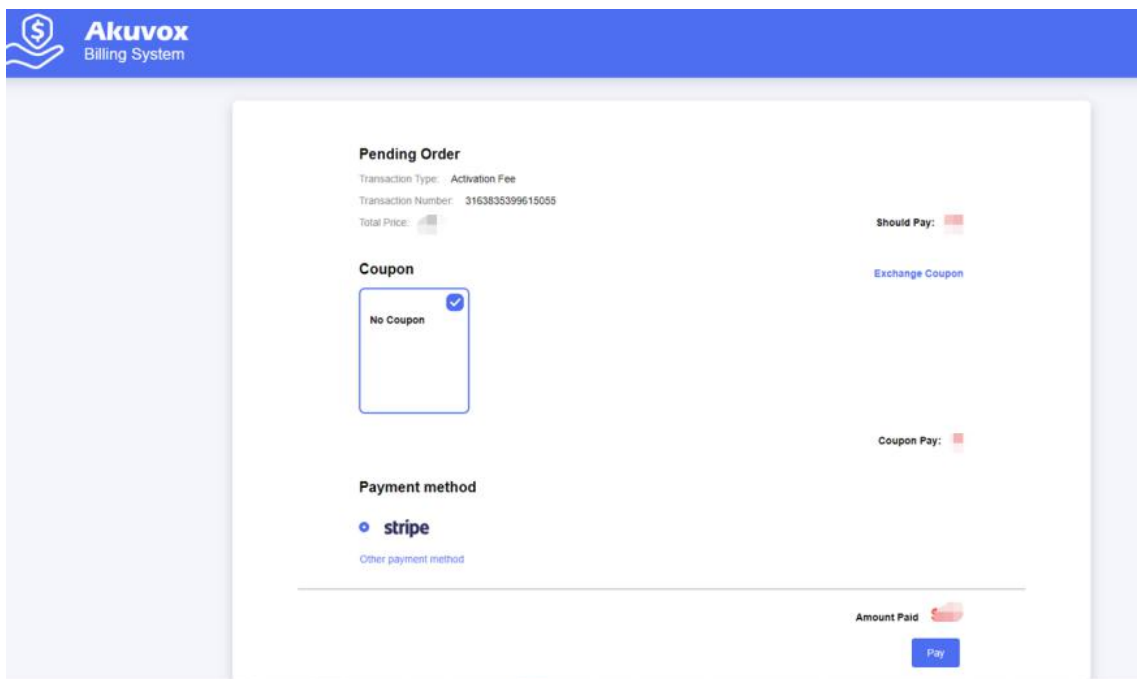 Akuvox
Billing System
Pending Order
Transaction Type: Activation Fee
Transaction Number: 3163835399615055
Total Price:
Should Pay:
Coupon
Exchange Coupon
No Coupon
Coupon Pay:
Payment method
stripe
Other payment method
Amount Paid
Pay